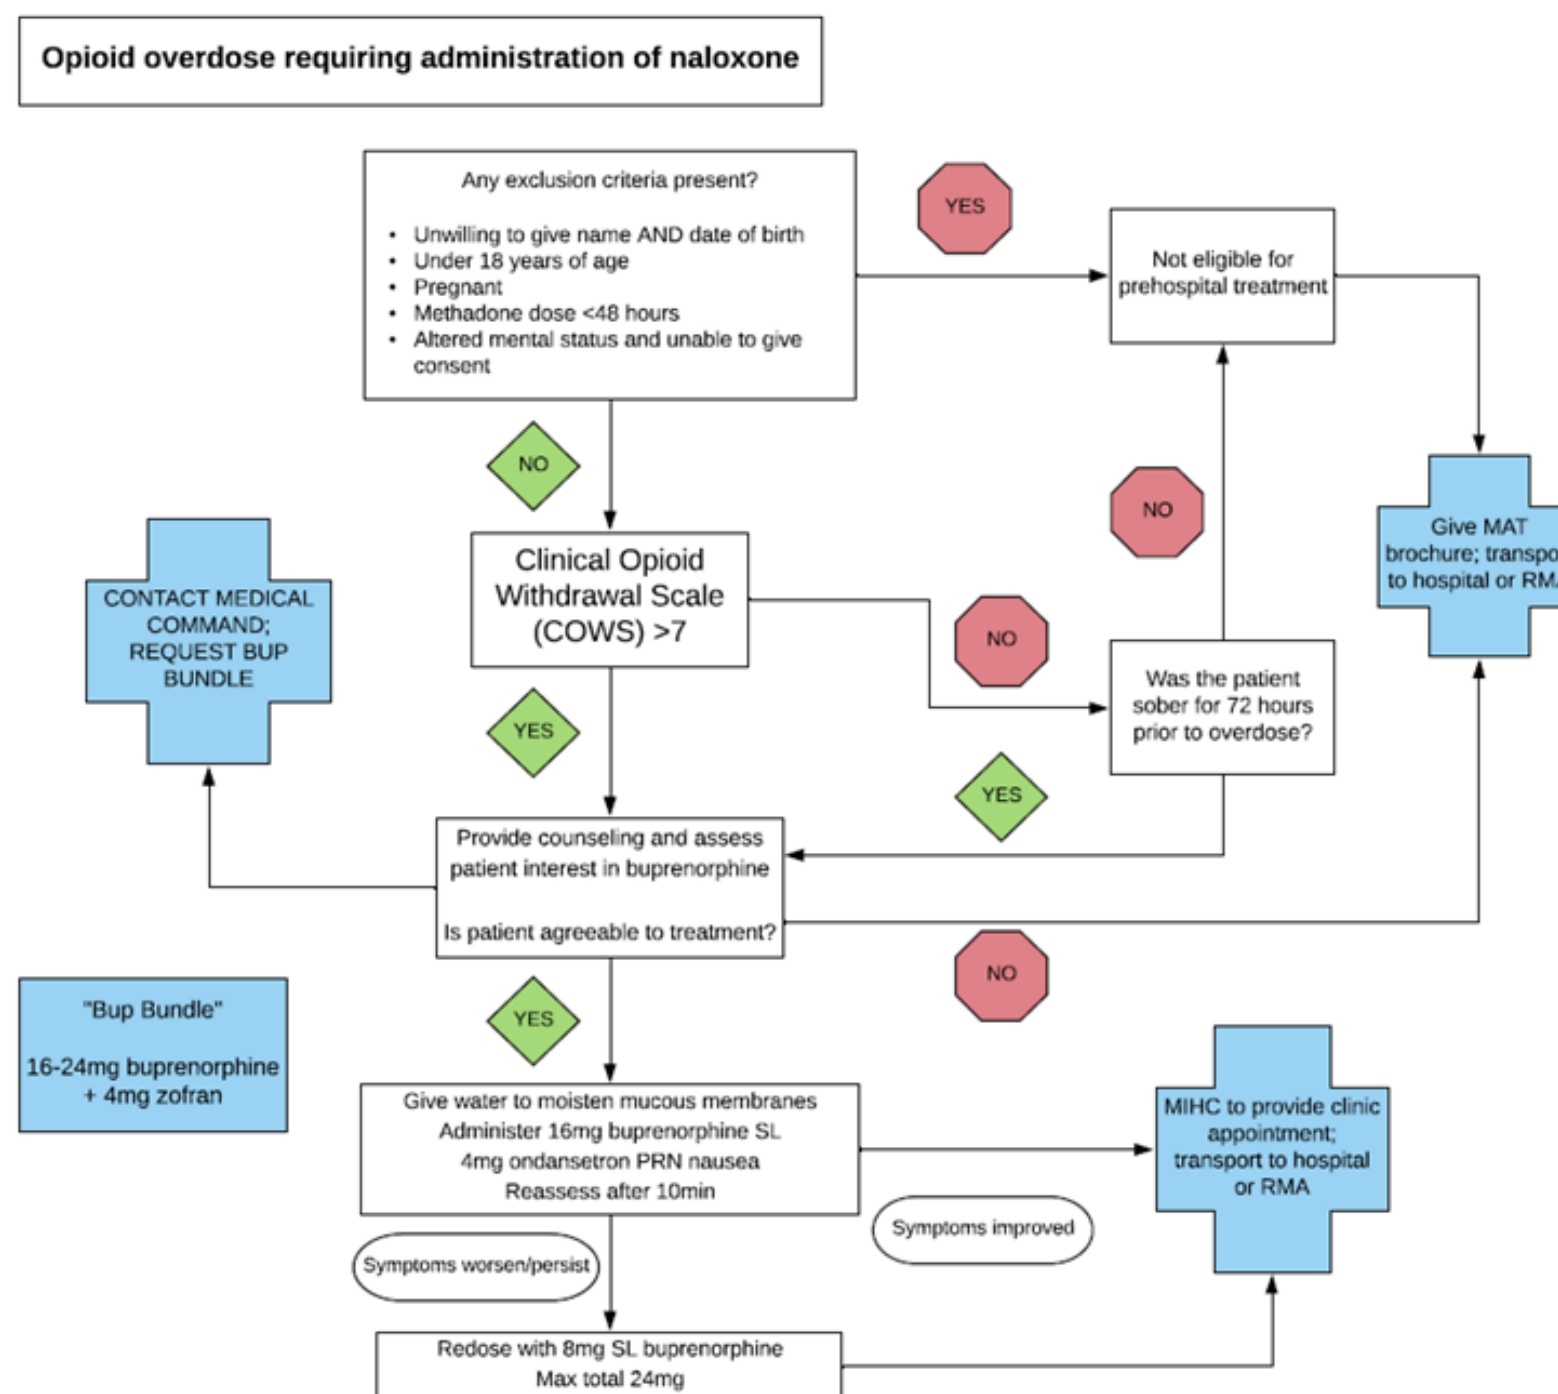 Opioid overdose requiring administration of naloxone
Any exclusion criteria present?
• Unwilling to give name AND date of birth
• Under 18 years of age
• Pregnant
• Methadone dose <48 hours
• Altered mental status and unable to give
consent
YES
Not eligible for
prehospital treatment
NO
NO
Give MAT
brochure;
to hospital or
Clinical Opioid
Withdrawal Scale
(COWS) >7
CONTACT MEDICAL
COMMAND;
REQUEST BUP
BUNDLE
NO
Was the patient
sober for 72 hours
prior to overdose?
YES
YES
Provide counseling and assess
patient interest in buprenorphine
Is patient agreeable to treatment?
NO
YES
"Bup Bundle"
16-24mg buprenorphine
+ 4mg zofran
Give water to moisten mucous membranes
Administer 16mg buprenorphine SL
4mg ondansetron PRN nausea
Reassess after 10min
MIHC to provide clinic
appointment;
transport to hospital
or RMA
Symptoms improved
Symptoms worsen/persist
Redose with 8mg SL buprenorphine
Max total 24mg